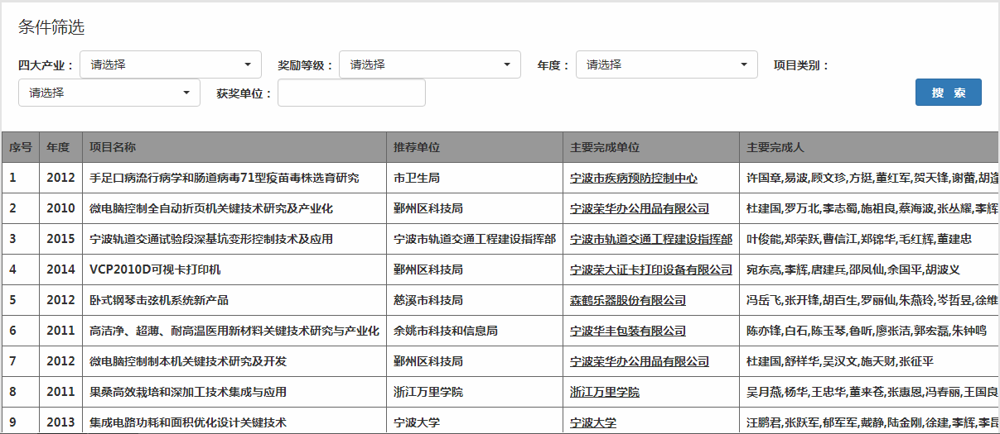 条件筛选
四大产业： 请选择 奖励等级： 请选择 年度： 请选择 项目类别：
请选择 获奖单位： 搜 索
序号 年度 项目名称 推荐单位 主要完成单位 主要完成人
1 2012 手足口病流行病学和肠道病毒71型疫苗毒株选育研究 市卫生局 宁波市疾病预防控制中心 许国章,易波,顾文珍,方挺,董红军,贺天锋,谢蕾,胡逢
2 2010 微电脑控制全自动折页机关键技术研究及产业化 鄞州区科技局 宁波荣华办公用品有限公司 杜建国,罗万北,李志蜀,施祖良,蔡海波,张丛耀,李辉
3 2015 宁波轨道交通试验段深基坑变形控制技术及应用 宁波市轨道交通工程建设指挥部 宁波市轨道交通工程建设指挥部 叶俊能,郑荣跃,曹信江,郑锦华,毛红辉,董建忠
4 2014 VCP2010D可视卡打印机 鄞州区科技局 宁波荣大证卡打印设备有限公司 宛东高,李辉,唐建兵,邵凤仙,余国平,胡波义
5 2012 卧式钢琴击弦机系统新产品 慈溪市科技局 森鹤乐器股份有限公司 冯岳飞,张开锋,胡百生,罗丽仙,朱燕玲,岑哲昱,徐维
6 2011 高洁净、超薄、耐高温医用新材料关键技术研究与产业化 余姚市科技和信息局 宁波华丰包装有限公司 陈亦锋,白石,陈玉琴,鲁听,廖张洁,郭宏磊,朱钟鸣
7 2012 微电脑控制制本机关键技术研究及开发 鄞州区科技局 宁波荣华办公用品有限公司 杜建国,舒祥华,吴汉文,施天财,张征平
8 2011 果桑高效栽培和深加工技术集成与应用 浙江万里学院 浙江万里学院 吴月燕,杨华,王忠华,董来苍,张惠恩,冯春丽,王国良
9 2013 集成电路功耗和面积优化设计关键技术 宁波大学 宁波大学 汪鹏君,张跃军,郁军军,戴静,陆金刚,徐建,李辉,李昆